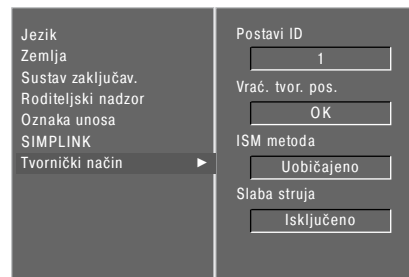 Jezik
Zemlja
Sustav zaključav.
Roditeljski nadzor
Oznaka unosa
SIMPLINK
Tvornički način ►
Postavi ID
1
Vrać. tvor. pos.
OK
ISM metoda
Uobičajeno
Slaba struja
Isključeno